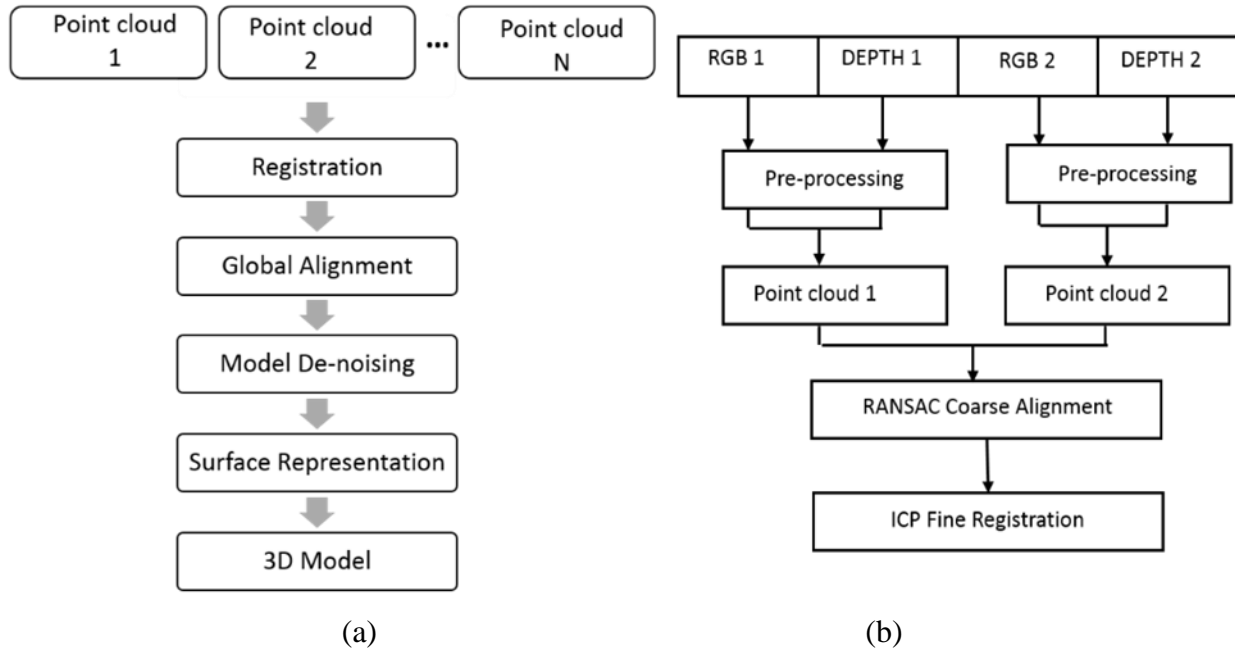 Point cloud
1
Point cloud
2
...
Point cloud
N
Registration
Global Alignment
Model De-noising
Surface Representation
3D Model
(a)
RGB 1
DEPTH 1
RGB 2
DEPTH 2
Pre-processing
Pre-processing
Point cloud 1
Point cloud 2
RANSAC Coarse Alignment
ICP Fine Registration
(b)